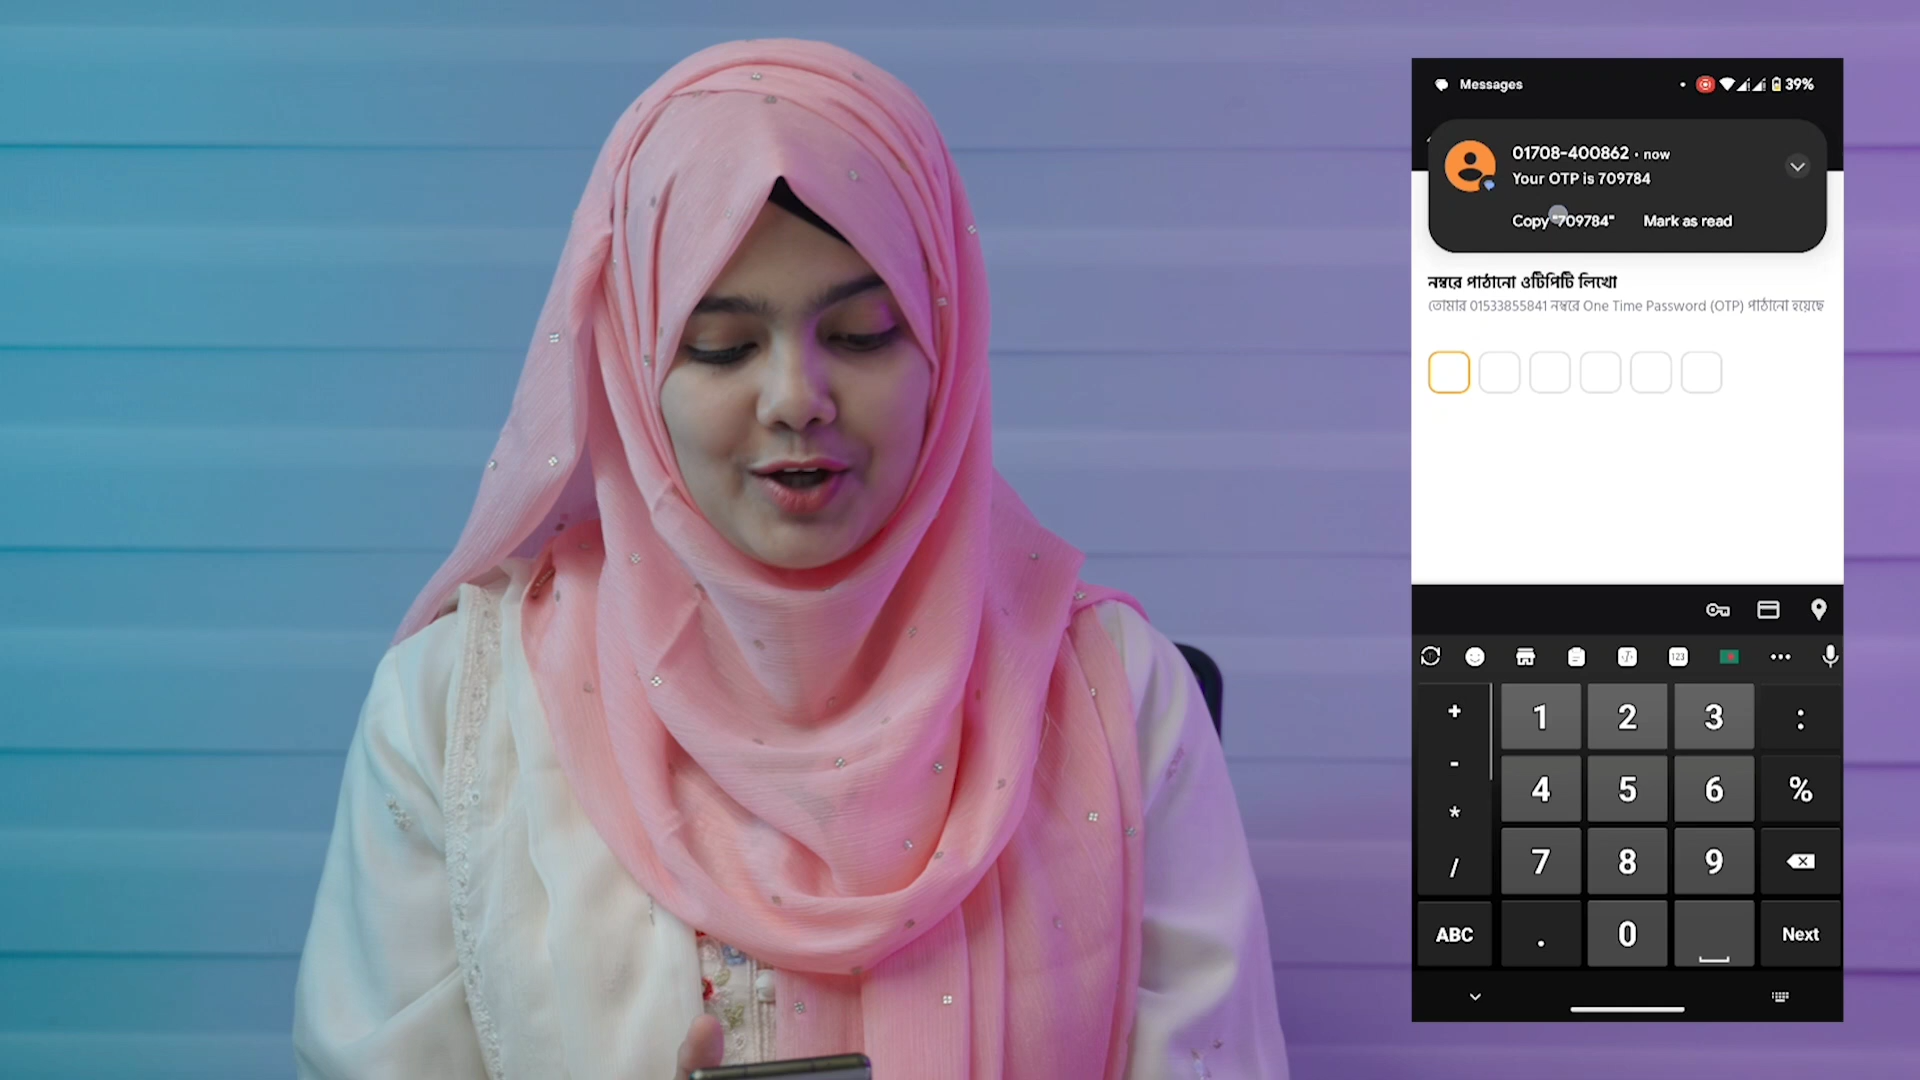 Messages
39%
01708-400862 • now
Your OTP is 709784
Copy "709784"
Mark as read
নম্বরে পাঠানো ওটিপিটি লিখো
তোমার 01533855841 নম্বরে One Time Password (OTP) পাঠানো হয়েছে
123
+ 1 2 3 :
- 4 5 6 %
*
/ 7 8 9
ABC . 0 Next